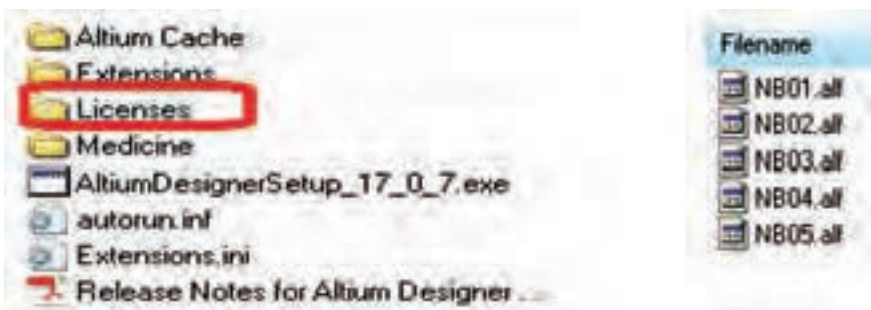 Altium Cache
Extensions
Licenses
Medicine
AltiumDesignerSetup_17_0_7.exe
autorun.inf
Extensions.ini
Release Notes for Altium Designer ...
Filename
NB01.alf
NB02.alf
NB03.alf
NB04.alf
NB05.alf